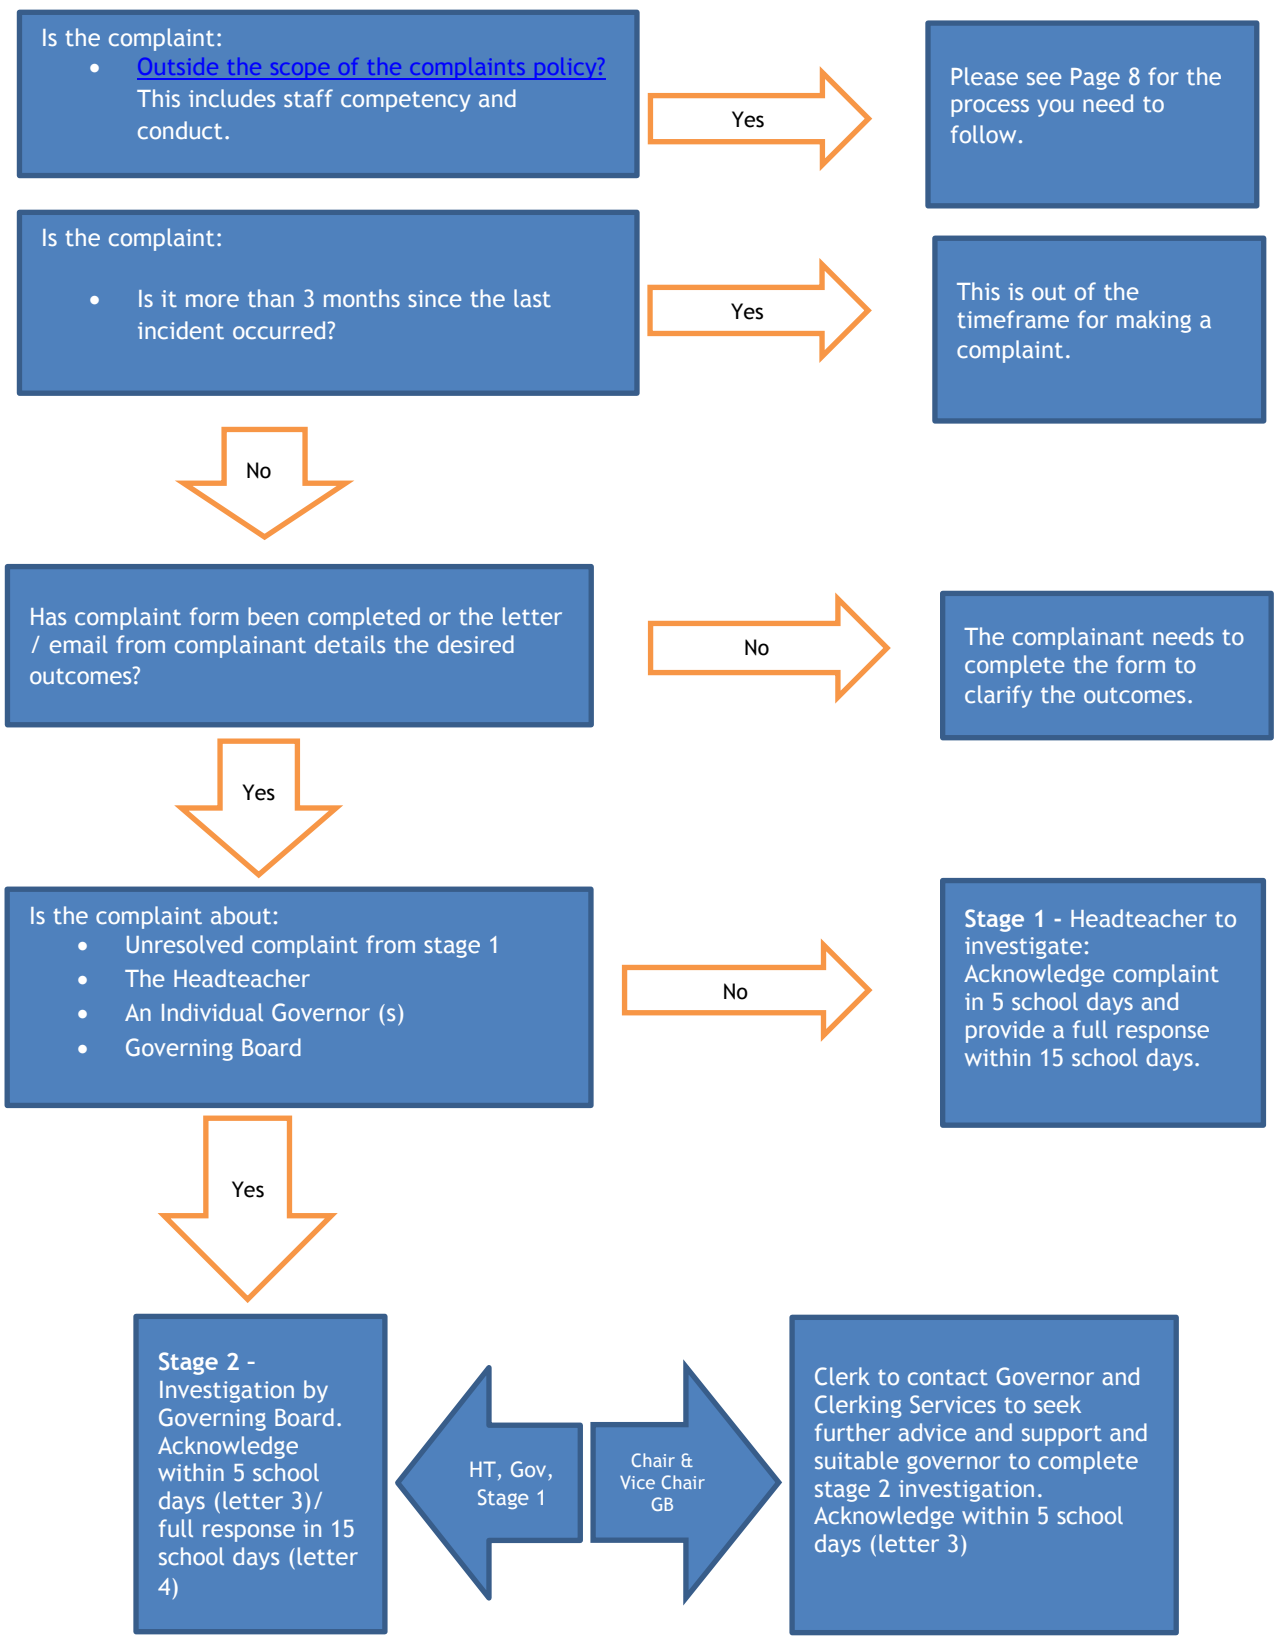 Is the complaint:
• Outside the scope of the complaints policy?
This includes staff competency and
conduct.
Yes
Please see Page 8 for the
process you need to
follow.
Is the complaint:
• Is it more than 3 months since the last
incident occurred?
Yes
This is out of the
timeframe for making a
complaint.
No
Has complaint form been completed or the letter
/ email from complainant details the desired
outcomes?
No
The complainant needs to
complete the form to
clarify the outcomes.
Yes
Is the complaint about:
• Unresolved complaint from stage 1
• The Headteacher
• An Individual Governor (s)
• Governing Board
No
Stage 1 - Headteacher to
investigate:
Acknowledge complaint
in 5 school days and
provide a full response
within 15 school days.
Yes
Stage 2 –
Investigation by
Governing Board.
Acknowledge
within 5 school
days (letter 3)/
full response in 15
school days (letter
4)
HT, Gov,
Stage 1
Chair &
Vice Chair
GB
Clerk to contact Governor and
Clerking Services to seek
further advice and support and
suitable governor to complete
stage 2 investigation.
Acknowledge within 5 school
days (letter 3)